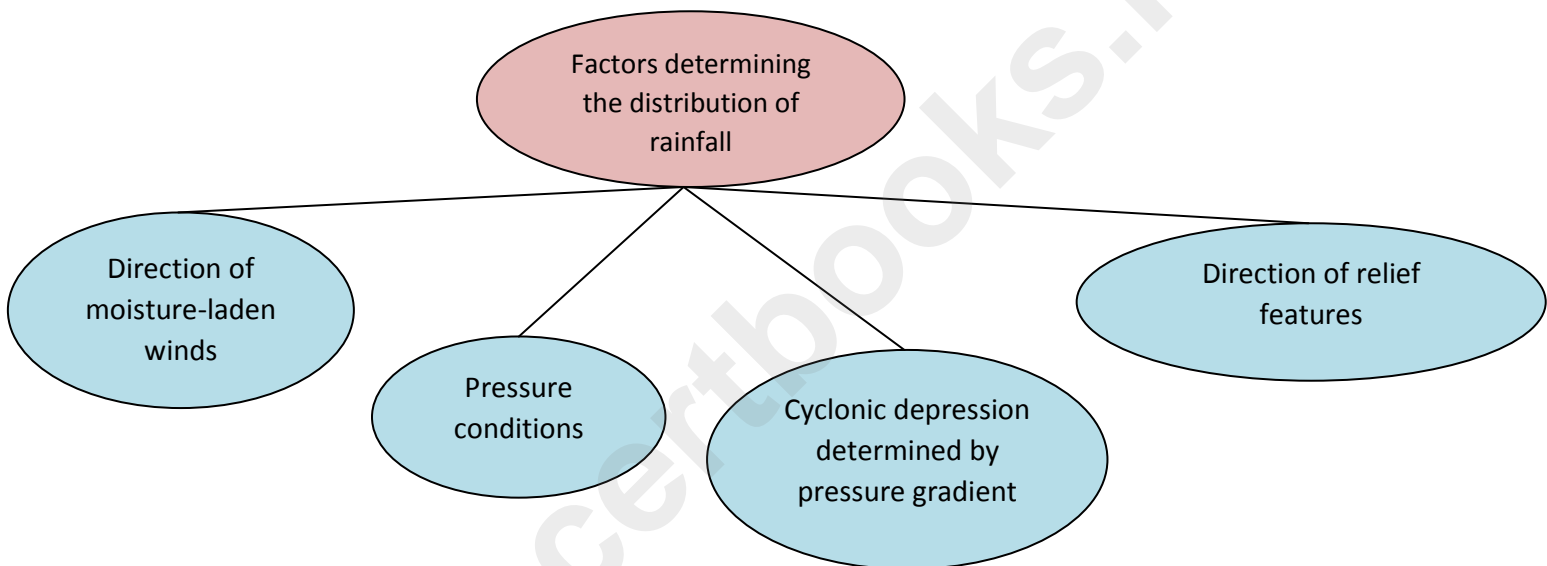 Factors determining
the distribution of
rainfall
Direction of
moisture-laden
winds
Pressure
conditions
Cyclonic depression
determined by
pressure gradient
Direction of relief
features